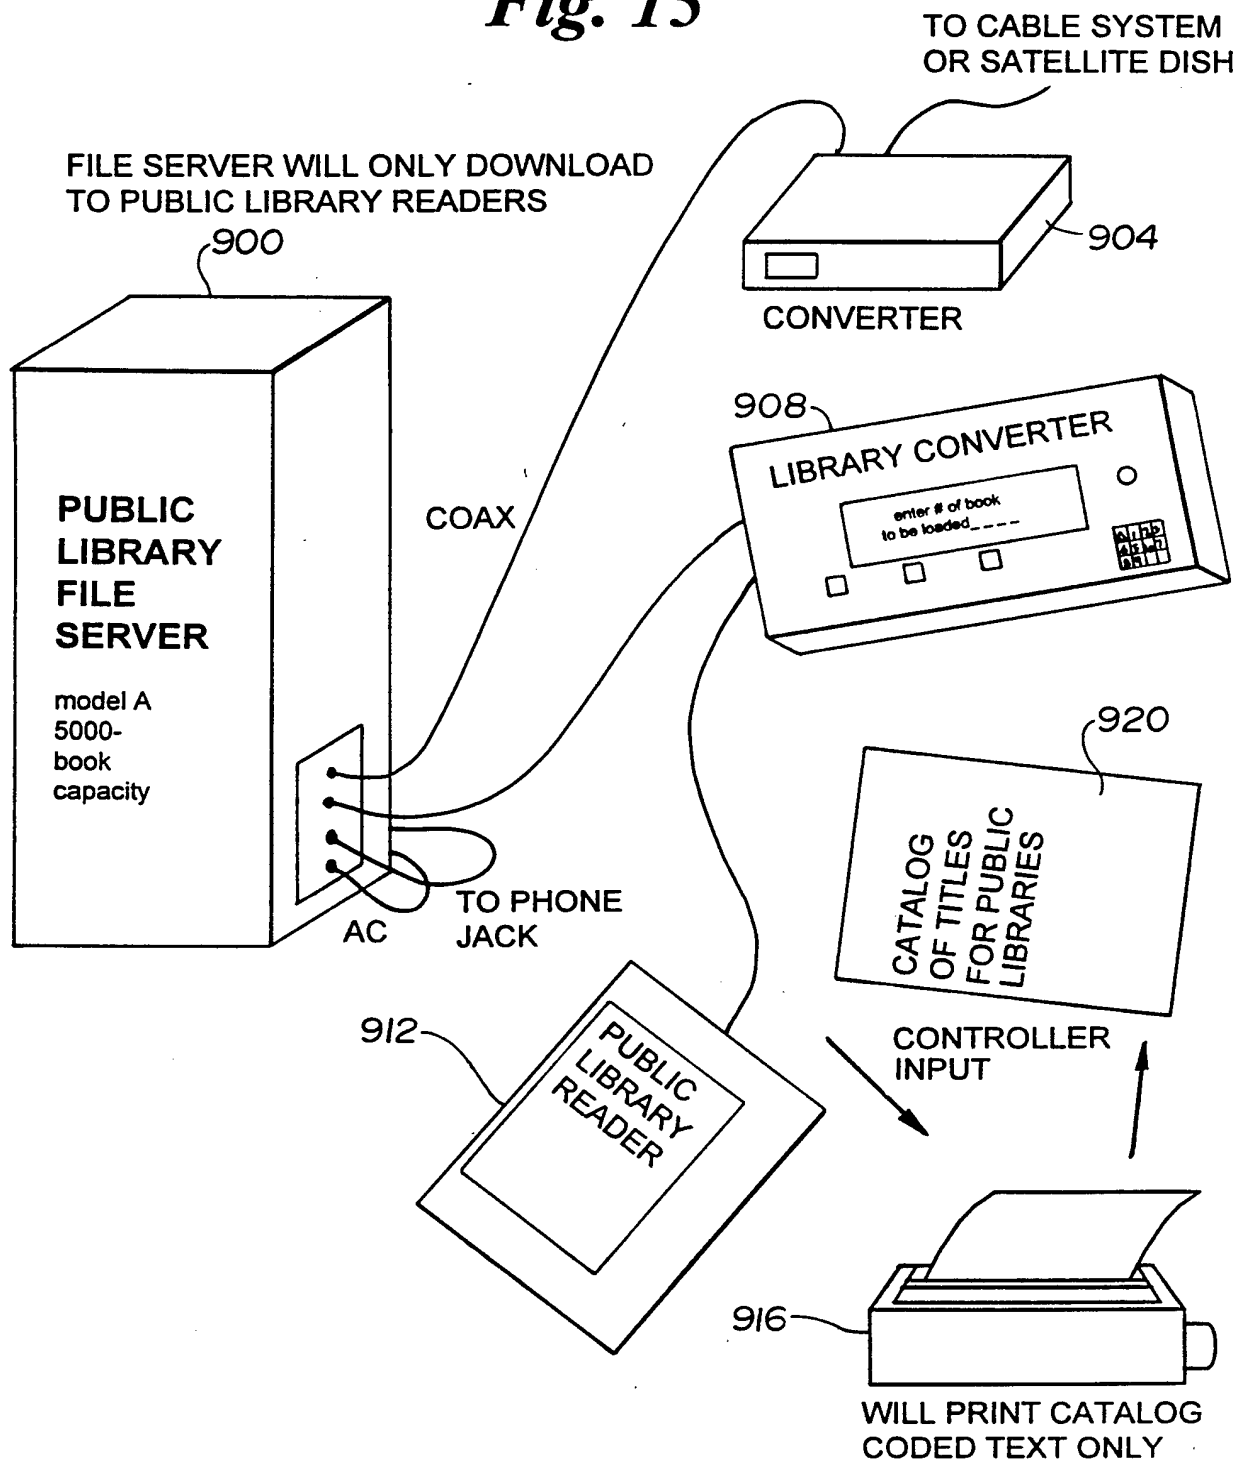 Fig. 15
TO CABLE SYSTEM
OR SATELLITE DISH
FILE SERVER WILL ONLY DOWNLOAD
TO PUBLIC LIBRARY READERS
900
904
CONVERTER
908
LIBRARY CONVERTER
enter # of book
to be loaded_ _ _ _
COAX
PUBLIC
LIBRARY
FILE
SERVER
model A
5000-
book
capacity
AC
TO PHONE
JACK
920
CATALOG
OF TITLES
FOR PUBLIC
LIBRARIES
CONTROLLER
INPUT
912
PUBLIC
LIBRARY
READER
916
WILL PRINT CATALOG
CODED TEXT ONLY